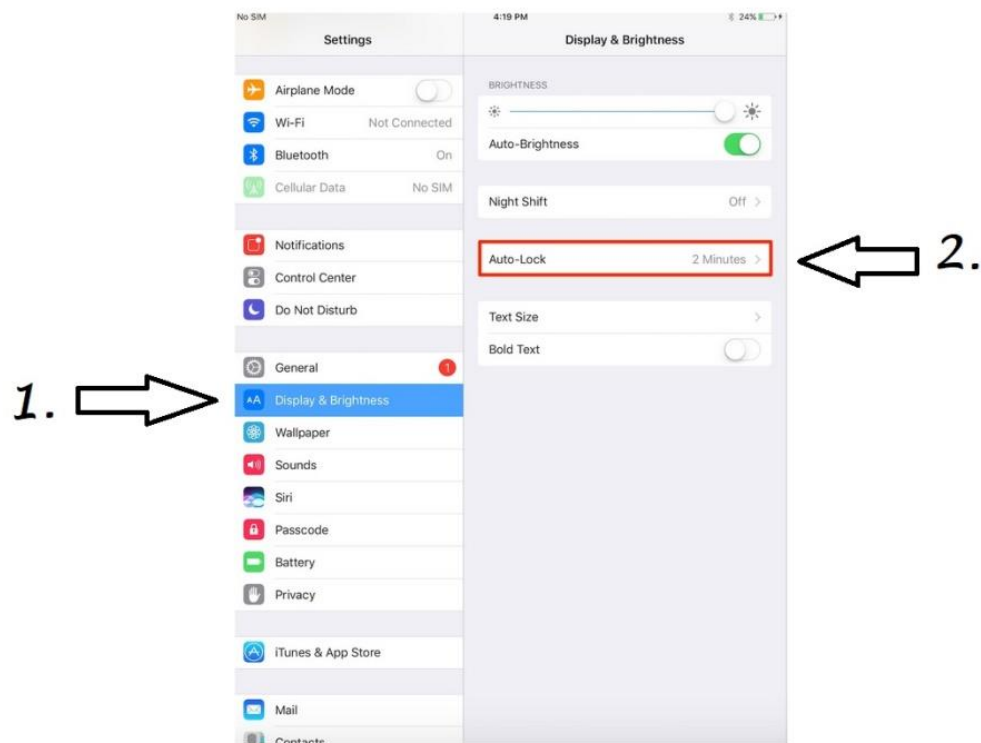 No SIM
4:19 PM
24%
Settings
Display & Brightness
Airplane Mode
Wi-Fi Not Connected
Bluetooth On
Cellular Data No SIM
Notifications
Control Center
Do Not Disturb
General 1
AA Display & Brightness
Wallpaper
Sounds
Siri
Passcode
Battery
Privacy
iTunes & App Store
Mail
Contacts
BRIGHTNESS
Auto-Brightness
Night Shift Off
Auto-Lock 2 Minutes
Text Size
Bold Text
1.
2.